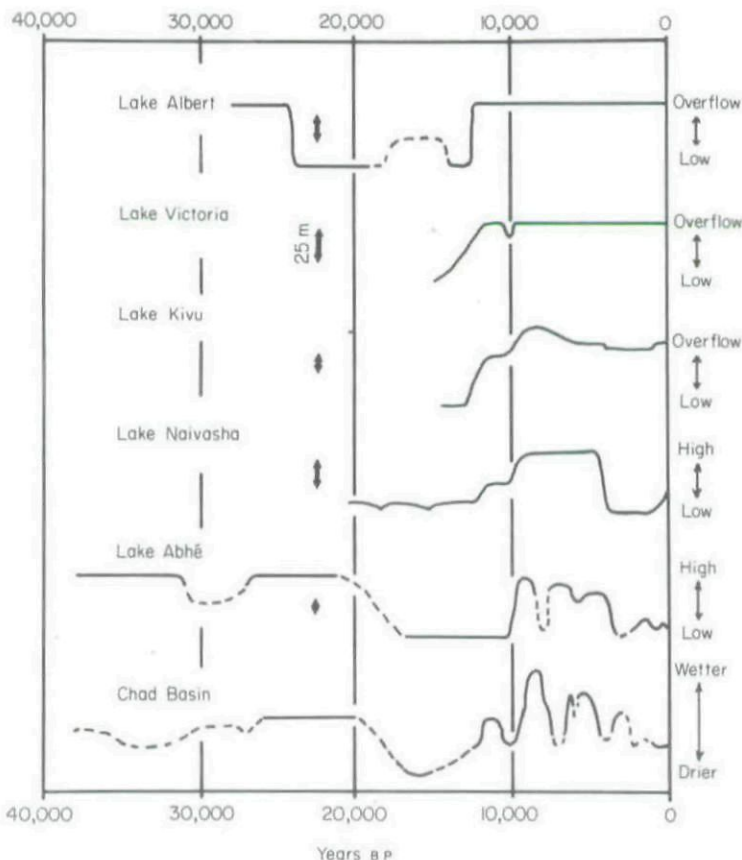 40,000 30,000 20,000 10,000 0
Lake Albert
Overflow
Low
Lake Victoria
25 m
Overflow
Low
Lake Kivu
Overflow
Low
Lake Naivasha
High
Low
Lake Abhé
High
Low
Chad Basin
Wetter
Drier
40,000 30,000 20,000 10,000 0
Years B P